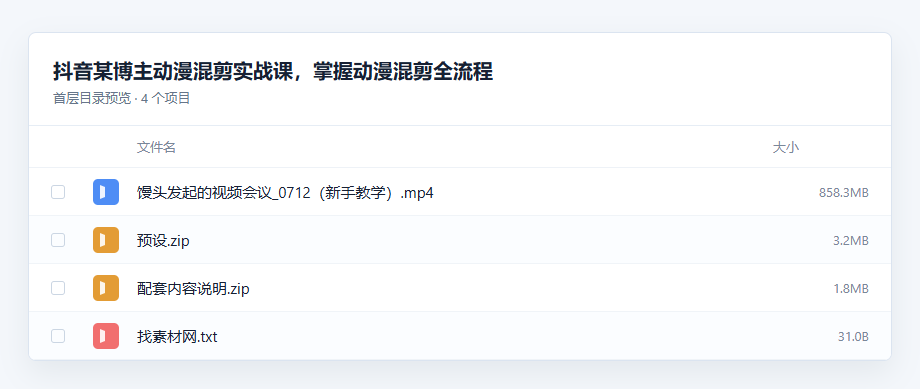 抖音某博主动漫混剪实战课，掌握动漫混剪全流程
首层目录预览 · 4 个项目
文件名 大小
馒头发起的视频会议_0712（新手教学）.mp4 858.3MB
预设.zip 3.2MB
配套内容说明.zip 1.8MB
找素材网.txt 31.0B